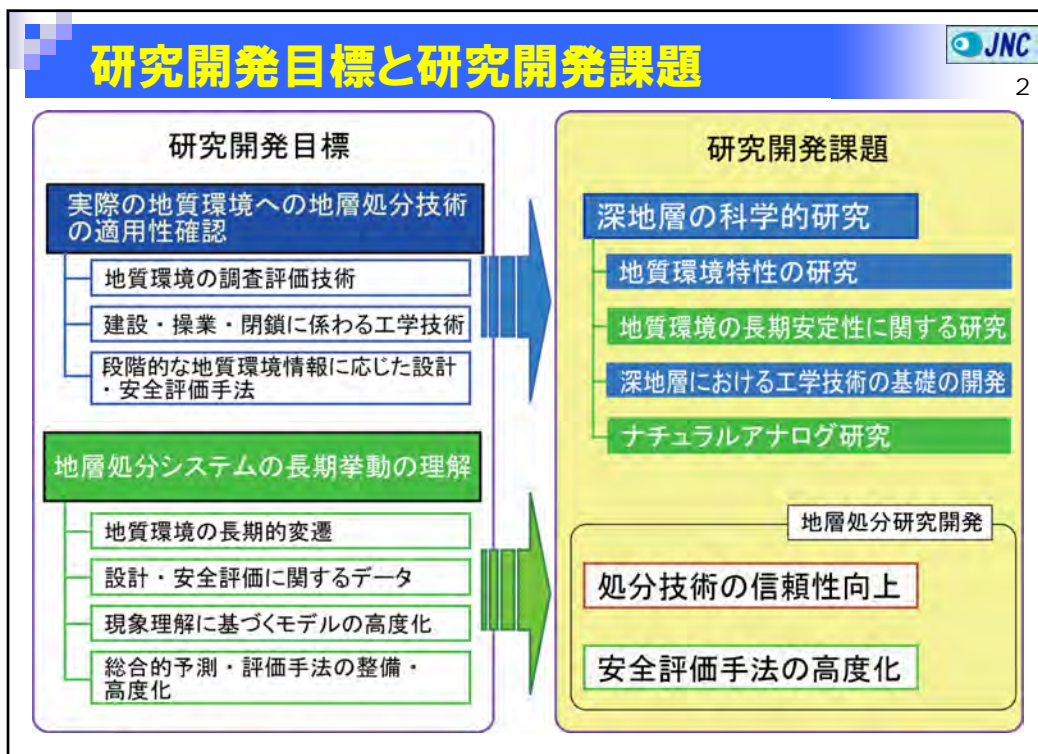 研究開発目標と研究開発課題
JNC
2
研究開発目標
実際の地質環境への地層処分技術
の適用性確認
地質環境の調査評価技術
建設・操業・閉鎖に係わる工学技術
段階的な地質環境情報に応じた設計
・安全評価手法
地層処分システムの長期挙動の理解
地質環境の長期的変遷
設計・安全評価に関するデータ
現象理解に基づくモデルの高度化
総合的予測・評価手法の整備・
高度化
研究開発課題
深地層の科学的研究
地質環境特性の研究
地質環境の長期安定性に関する研究
深地層における工学技術の基礎の開発
ナチュラルアナログ研究
地層処分研究開発
処分技術の信頼性向上
安全評価手法の高度化